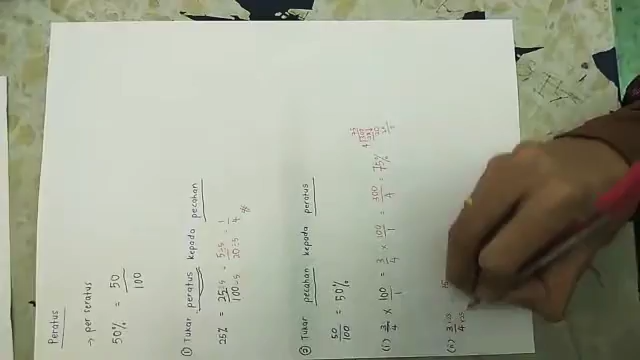 Peratus
→ per seratus
50% = 50/100
① Tukar peratus kepada pecahan
25% = 25÷5/100÷5 = 5÷5/20÷5 = 1/4 #
② Tukar pecahan kepada peratus
50/100 = 50%
(i) 3/4 × 100/1 = 3/4 × 100/1 = 300/4 = 75%
(ii) 3/4